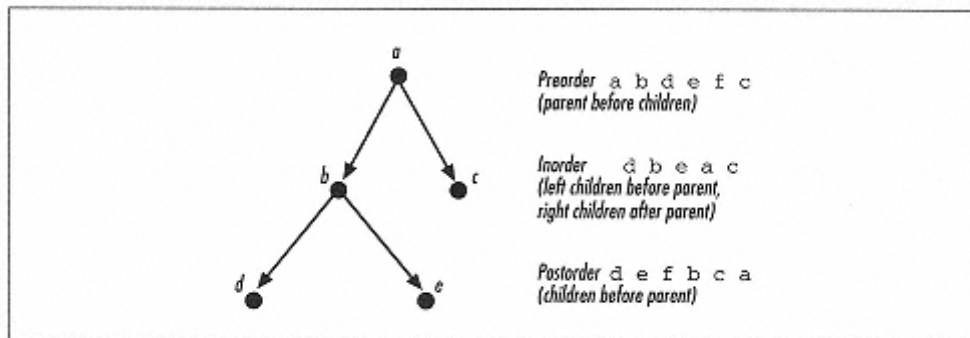 a
Preorder a b d e f c
(parent before children)
b
c
Inorder d b e a c
(left children before parent,
right children after parent)
d
e
Postorder d e f b c a
(children before parent)